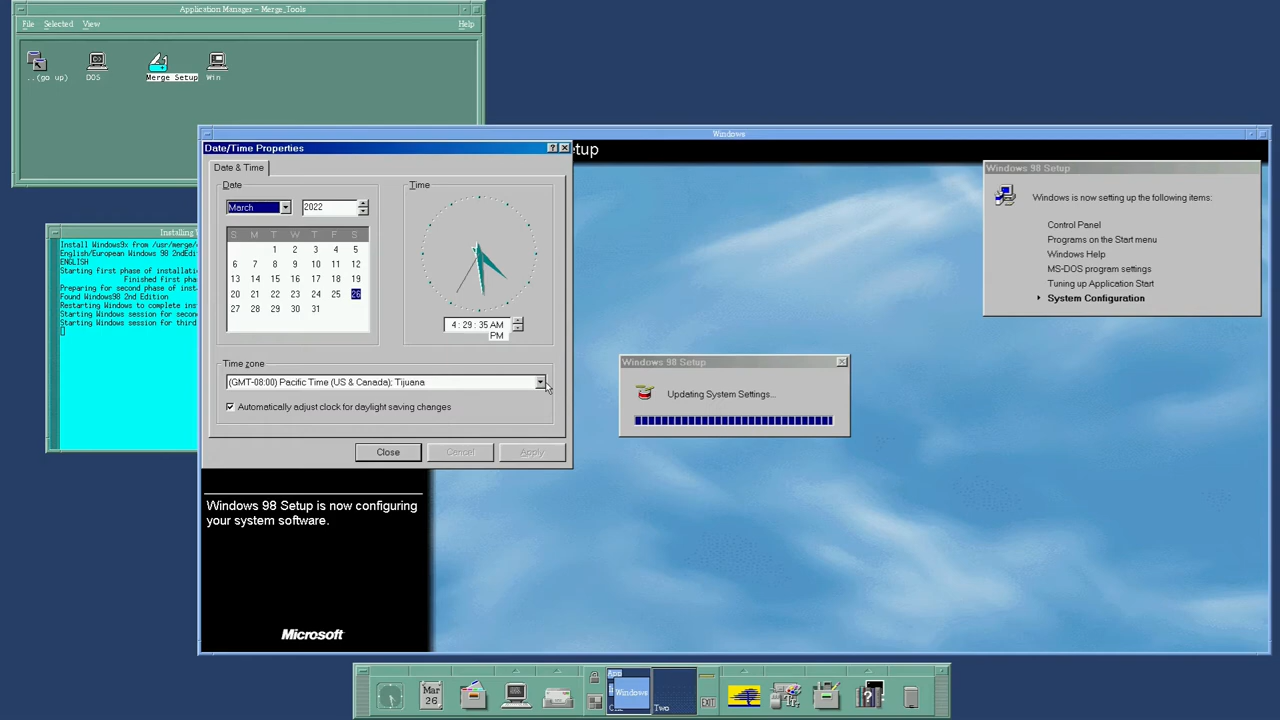 Application Manager - Merge_Tools
File Selected View Help
..(go up) DOS Merge Setup Win
Windows
Date/Time Properties
etup
Date & Time
Date
March 2022
S M T W T F S
1 2 3 4 5
6 7 8 9 10 11 12
13 14 15 16 17 18 19
20 21 22 23 24 25 26
27 28 29 30 31
Time
4: 29: 35 AM
PM
Time zone
(GMT-08:00) Pacific Time (US & Canada); Tijuana
Automatically adjust clock for daylight saving changes
Close Cancel Apply
Windows 98 Setup
Windows is now setting up the following items:
Control Panel
Programs on the Start menu
Windows Help
MS-DOS program settings
Tuning up Application Start
System Configuration
Installing
Install Windows9x from /usr/merge/
English/European Windows 98 2ndEdit
ENGLISH
Starting first phase of installatio
Finished first phas
Preparing for second phase of inst
Found Windows98 2nd Edition
Restarting Windows to complete ins
Starting Windows session for secon
Starting Windows session for third
Windows 98 Setup
Updating System Settings...
Windows 98 Setup is now configuring
your system software.
Microsoft
Mar
26
Windows
Two
EXIT